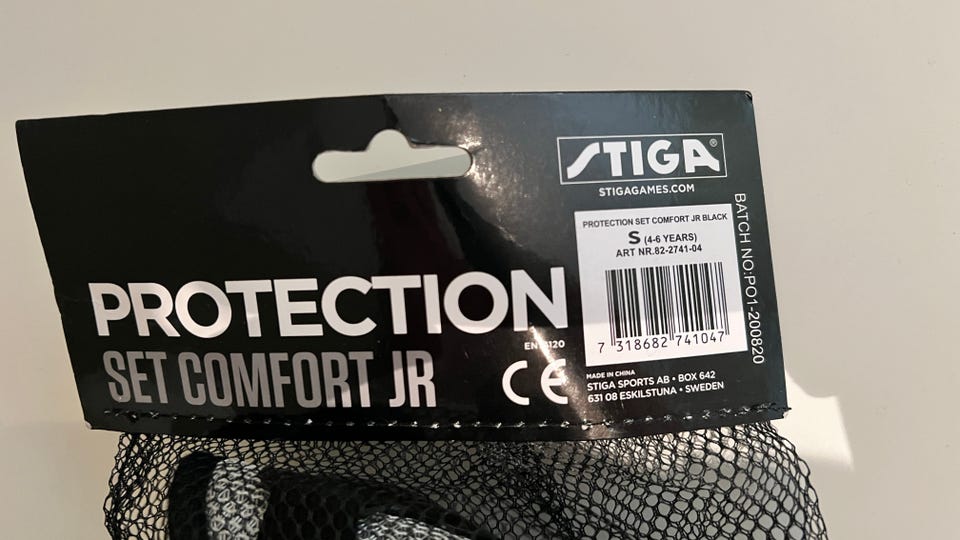 STIGA®
STIGAGAMES.COM
PROTECTION SET COMFORT JR BLACK
S (4-6 YEARS)
ART NR.82-2741-04
7 318682 741047
BATCH NO:PO1-200820
PROTECTION
SET COMFORT JR
CE
MADE IN CHINA
STIGA SPORTS AB • BOX 642
631 08 ESKILSTUNA • SWEDEN